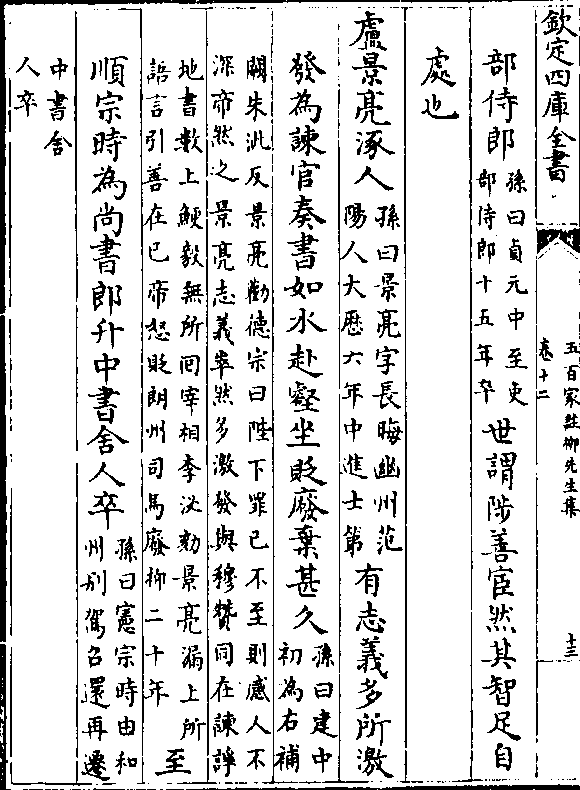 欽定四庫全書
五百家註柳先生集
卷十二
十三
部侍郎
孫曰貞元中至吏
部侍郎十五年卒
世謂陟善宦然其智足自
處也
盧景亮涿人
孫曰景亮字長晦幽州范
陽人大歴六年中進士第
有志義多所激
發為諫官奏書如水赴壑坐貶廢棄甚久
孫曰建中
初為右補
闕朱泚反景亮勸德宗曰陛下罪已不至則感人不
深帝然之景亮志義崒然多激發與穆贊同在諫諍
地書數上鯁毅無所回宰相李泌劾景亮漏上所
語言引善在已帝怒貶朗州司馬廢抑二十年
至
順宗時為尚書郎升中書舍人卒
孫曰憲宗時由和
州别駕召還再遷
中書舍
人卒